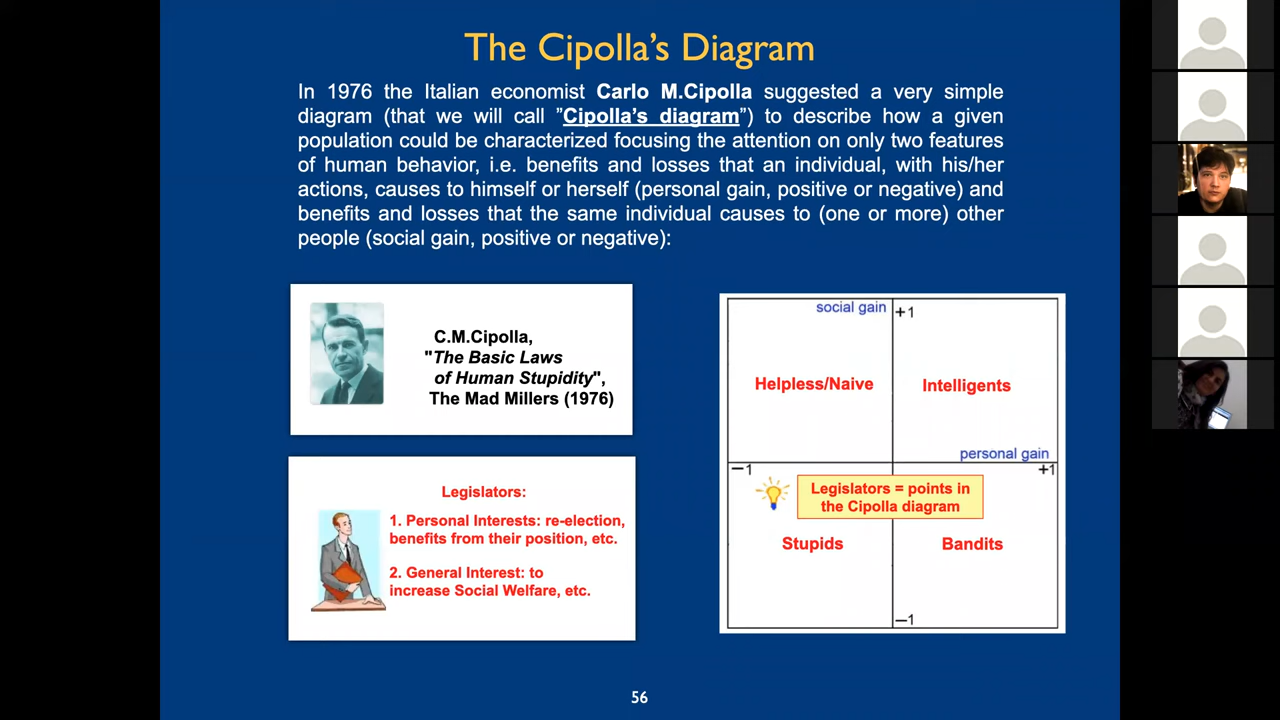 The Cipolla's Diagram
In 1976 the Italian economist Carlo M.Cipolla suggested a very simple
diagram (that we will call ”Cipolla's diagram”) to describe how a given
population could be characterized focusing the attention on only two features
of human behavior, i.e. benefits and losses that an individual, with his/her
actions, causes to himself or herself (personal gain, positive or negative) and
benefits and losses that the same individual causes to (one or more) other
people (social gain, positive or negative):
C.M.Cipolla,
"The Basic Laws
of Human Stupidity",
The Mad Millers (1976)
Legislators:
1. Personal Interests: re-election,
benefits from their position, etc.
2. General Interest: to
increase Social Welfare, etc.
social gain +1
Helpless/Naive Intelligents
personal gain
—1 +1
Legislators = points in
the Cipolla diagram
Stupids Bandits
—1
56